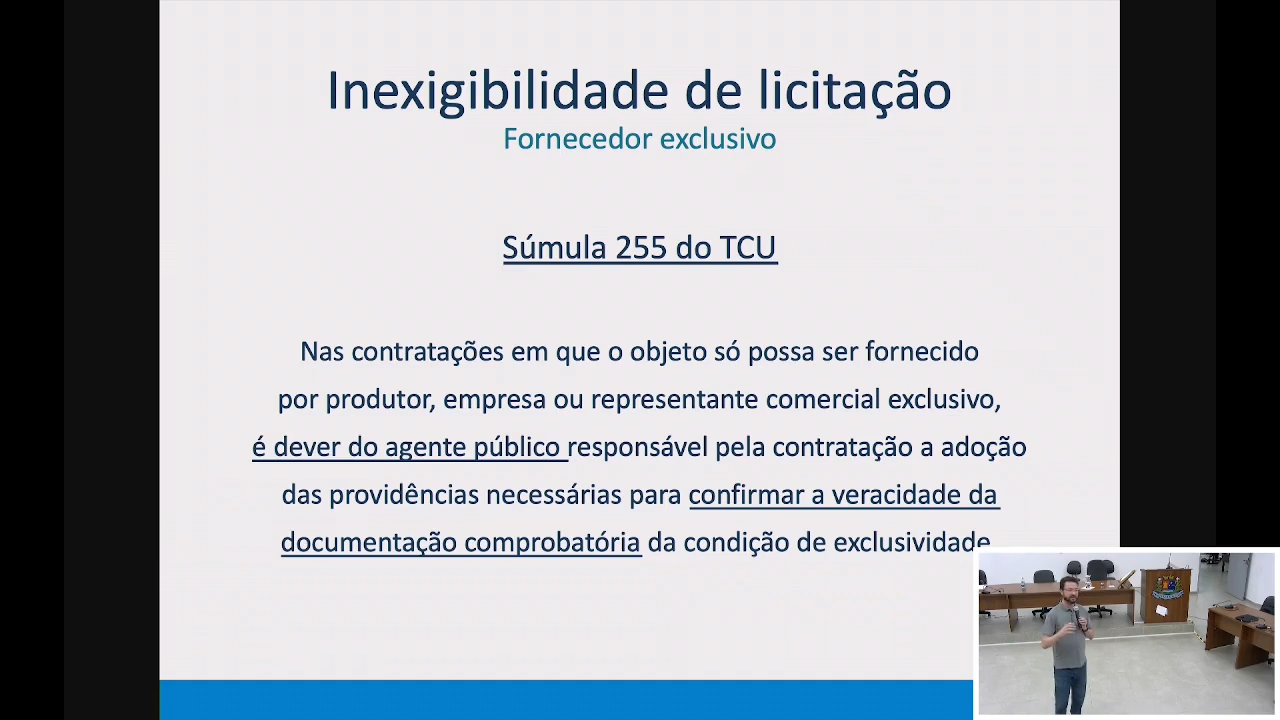 Inexigibilidade de licitação
Fornecedor exclusivo
Súmula 255 do TCU
Nas contratações em que o objeto só possa ser fornecido
por produtor, empresa ou representante comercial exclusivo,
é dever do agente público responsável pela contratação a adoção
das providências necessárias para confirmar a veracidade da
documentação comprobatória da condição de exclusividade